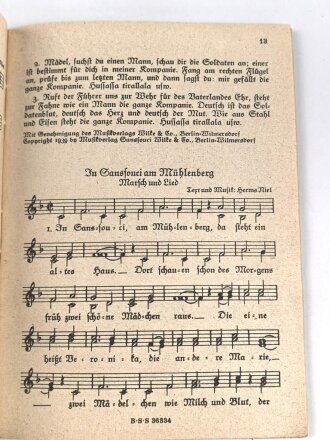 13
2. Mädel, suchst du einen Mann, schau die die Soldaten an; einer
ist bestimmt für dich in meiner Kompanie. Fang am rechten Flügel
an, prüfe bis zum letzten Mann, und dann sagst du: mir gefällt die
ganze Kompanie. Hussassa tirallala usw.
3. Ruft der Führer uns zur Wehr für des Vaterlandes Ehr, steht
zur Fahne wie ein Mann die ganze Kompanie. Deutsch ist das Sol-
datenblut, deutsch das Herz und deutsch der Mut. Wie aus Stahl
und Eisen steht die ganze Kompanie. Hussassa tirallala usw.
Mit Genehmigung des Musikverlags Wilke & Co., Berlin-Wilmersdorf
Copyright 1939 by Musikverlag Sanssouci Wilke & Co., Berlin-Wilmersdorf
In Sanssouci am Mühlenberg
Marsch und Lied
Text und Musik: Herms Niel
1. In Sans-sou-ci, am Müh-len-berg, da steht ein
al-tes Haus. Dort schau-en schon des Mor-gens
früh zwei schö-ne Mäd-chen raus. Die ei-ne
heißt Ve-ro-ni-ka, die an-de-re Ma-rie,
zwei Mä-del-chen wie Milch und Blut, der
B·S·S 36334